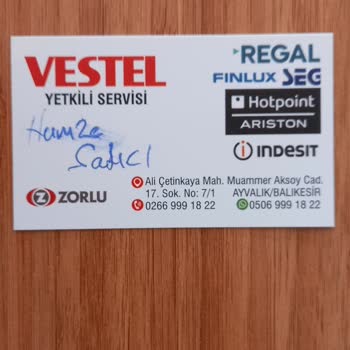 VESTEL
YETKİLİ SERVİSİ
REGAL
FINLUX SEG
Hotpoint
ARISTON
INDESIT
Hamza
Satıcı
ZORLU
Ali Çetinkaya Mah. Muammer Aksoy Cad.
17. Sok. No: 7/1 AYVALIK/BALIKESİR
0266 999 18 22 0506 999 18 22